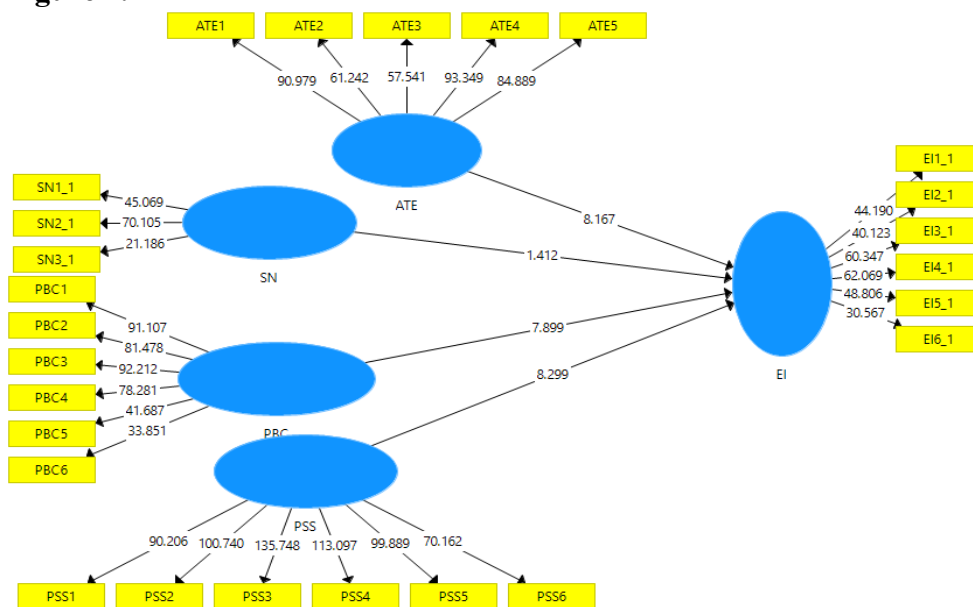 ATE1 ATE2 ATE3 ATE4 ATE5
90.979 61.242 57.541 93.349 84.889
ATE
SN1_1
SN2_1
SN3_1
45.069
70.105
21.186
SN
PBC1
PBC2
PBC3
PBC4
PBC5
PBC6
91.107
81.478
92.212
78.281
41.687
33.851
PBC
8.167
1.412
7.899
8.299
EI
44.190
40.123
60.347
62.069
48.806
30.567
EI1_1
EI2_1
EI3_1
EI4_1
EI5_1
EI6_1
PSS
90.206 100.740 135.748 113.097 99.889 70.162
PSS1 PSS2 PSS3 PSS4 PSS5 PSS6